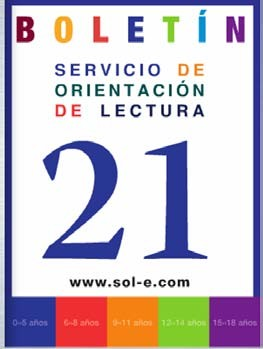 BOLETÍN
SERVICIO DE
ORIENTACIÓN
DE LECTURA
21
www.sol-e.com
0-5 años 6-8 años 9-11 años 12-14 años 15-18 años